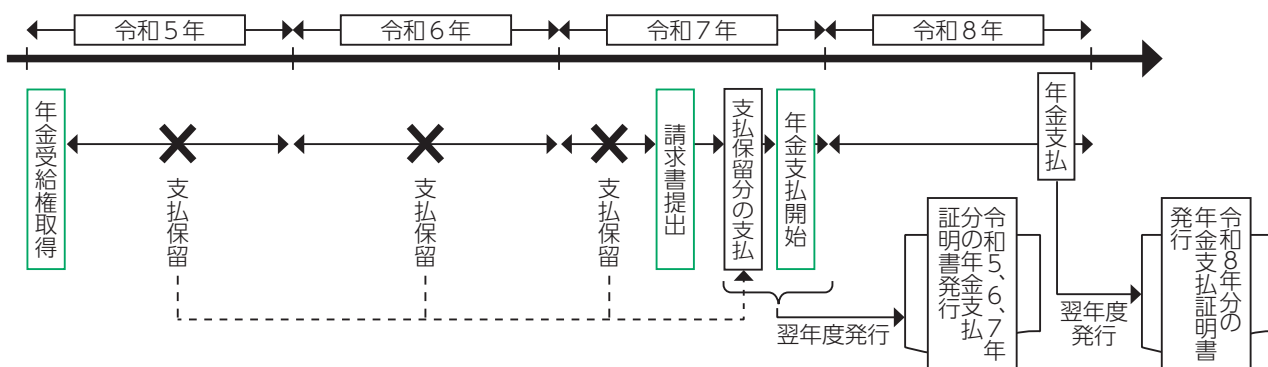 令和5年
令和6年
令和7年
令和8年
年金受給権取得
支払保留
支払保留
支払保留
請求書提出
支払保留分の支払
年金支払開始
年金支払
令和5、6、7年
分の年金支払
証明書発行
令和8年分の
年金支払証明書
発行
翌年度発行
翌年度
発行